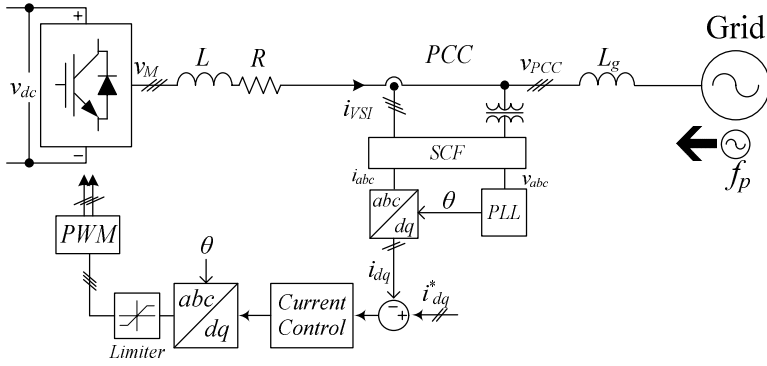 Grid
PCC
+
v_M
L
R
v_PCC
L_g
v_dc
i_VSI
−
SCF
f_p
i_abc
v_abc
abc
dq
θ
PLL
PWM
θ
i_dq
i*_dq
abc
dq
Current
Control
−
+
Limiter